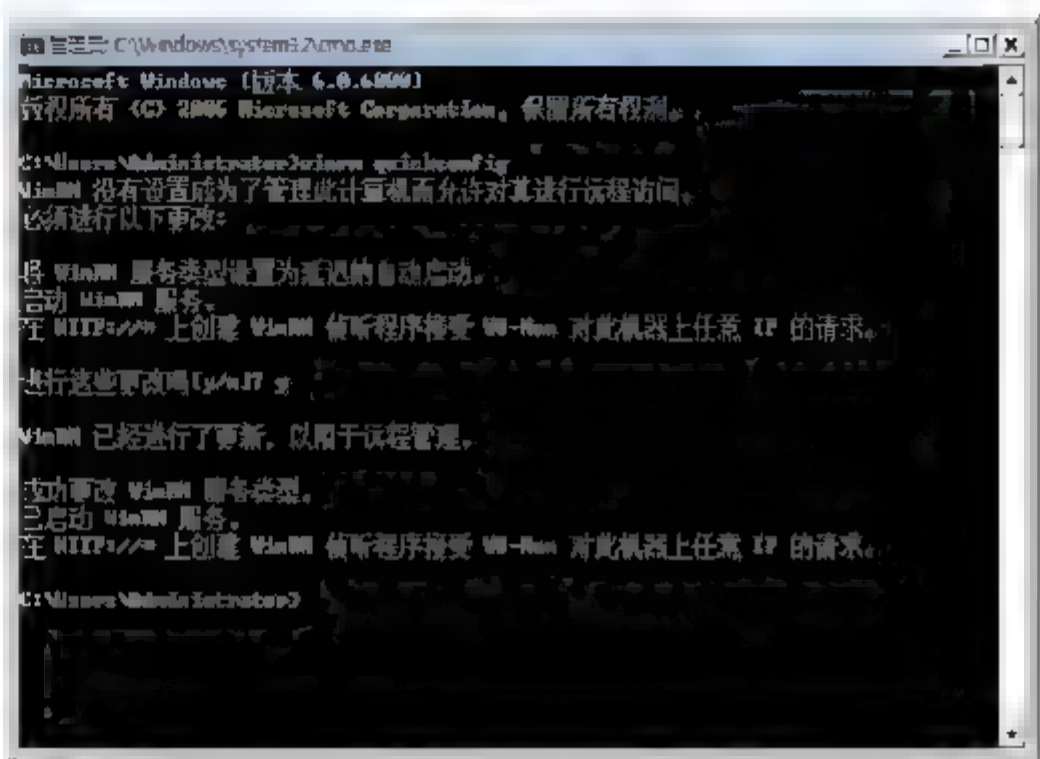 管理员: C:\Windows\system32\cmd.exe
Microsoft Windows [版本 6.0.6000]
版权所有 (C) 2006 Microsoft Corporation。保留所有权利。
C:\Users\Administrator>winrm quickconfig
WinRM 没有设置成为了管理此计算机而允许对其进行远程访问。
必须进行以下更改:
将 WinRM 服务类型设置为延迟的自动启动。
启动 WinRM 服务。
在 HTTP://* 上创建 WinRM 侦听程序接受 WS-Man 对此机器上任意 IP 的请求。
进行这些更改吗[y/n]? y
WinRM 已经进行了更新，以用于远程管理。
成功更改 WinRM 服务类型。
已启动 WinRM 服务。
在 HTTP://* 上创建 WinRM 侦听程序接受 WS-Man 对此机器上任意 IP 的请求。
C:\Users\Administrator>